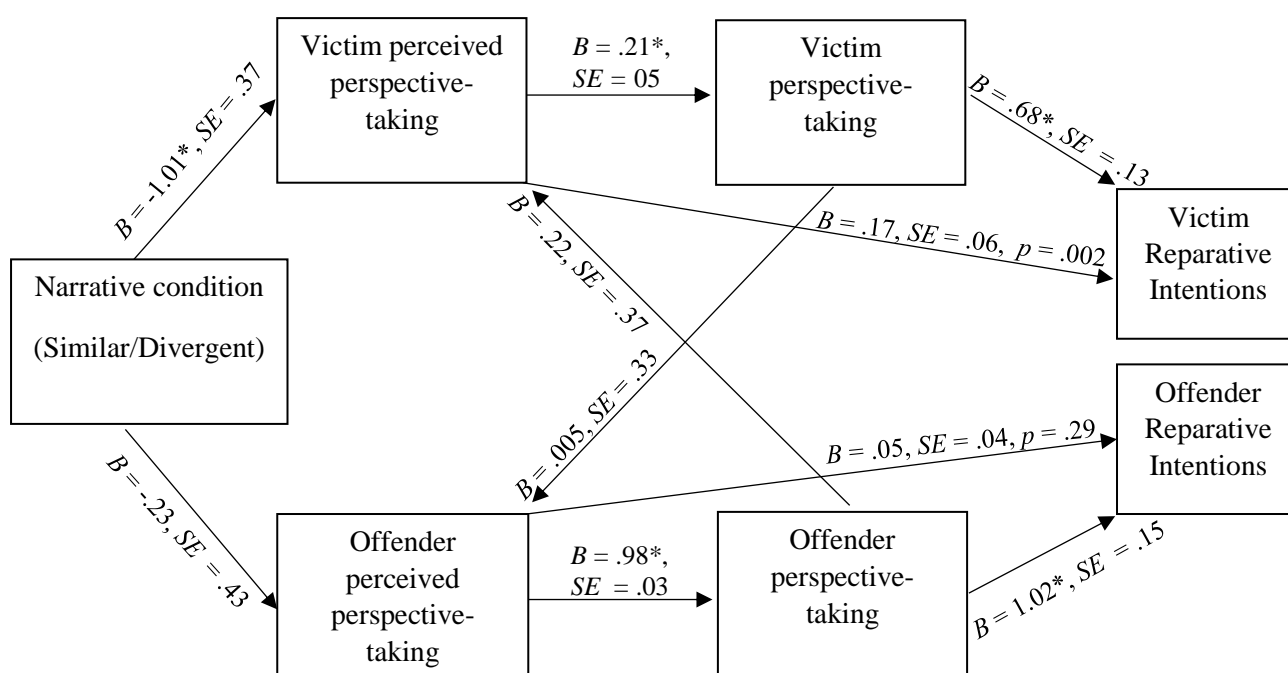 Victim perceived
perspective-
taking
B = .21*,
SE = 05
Victim
perspective-
taking
B = -1.01*, SE = .37
B = .68*, SE = .13
B = .17, SE = .06, p = .002
Victim
Reparative
Intentions
Narrative condition
(Similar/Divergent)
B = .22, SE = .37
B = .005, SE = .33
Offender
Reparative
Intentions
B = .05, SE = .04, p = .29
B = -.23, SE = .43
Offender
perceived
perspective-
taking
B = .98*,
SE = .03
Offender
perspective-
taking
B = 1.02*, SE = .15